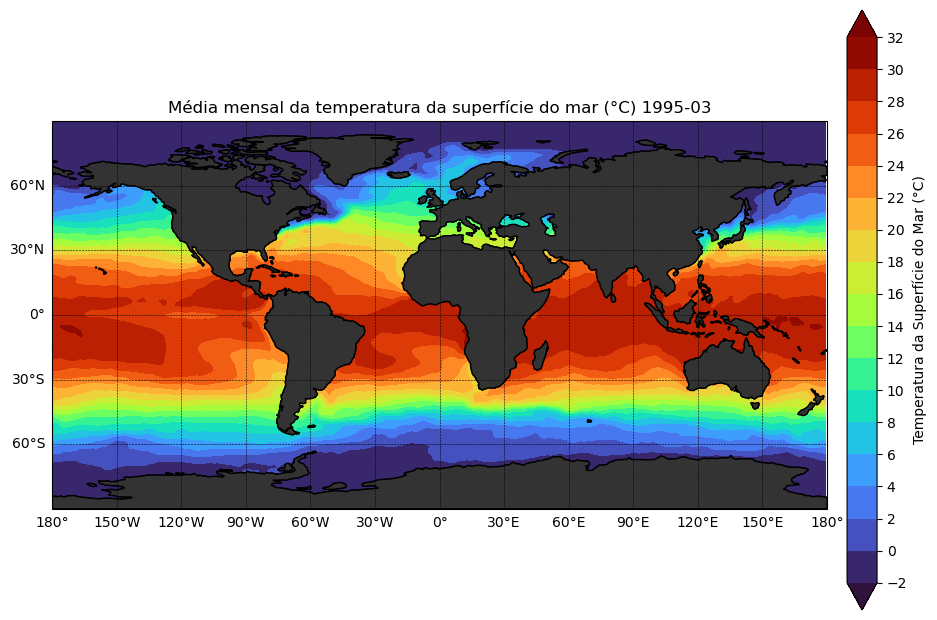 Média mensal da temperatura da superfície do mar (°C) 1995-03
60°N
30°N
0°
30°S
60°S
180°
150°W
120°W
90°W
60°W
30°W
0°
30°E
60°E
90°E
120°E
150°E
180°
32
30
28
26
24
22
20
18
16
14
12
10
8
6
4
2
0
−2
Temperatura da Superfície do Mar (°C)